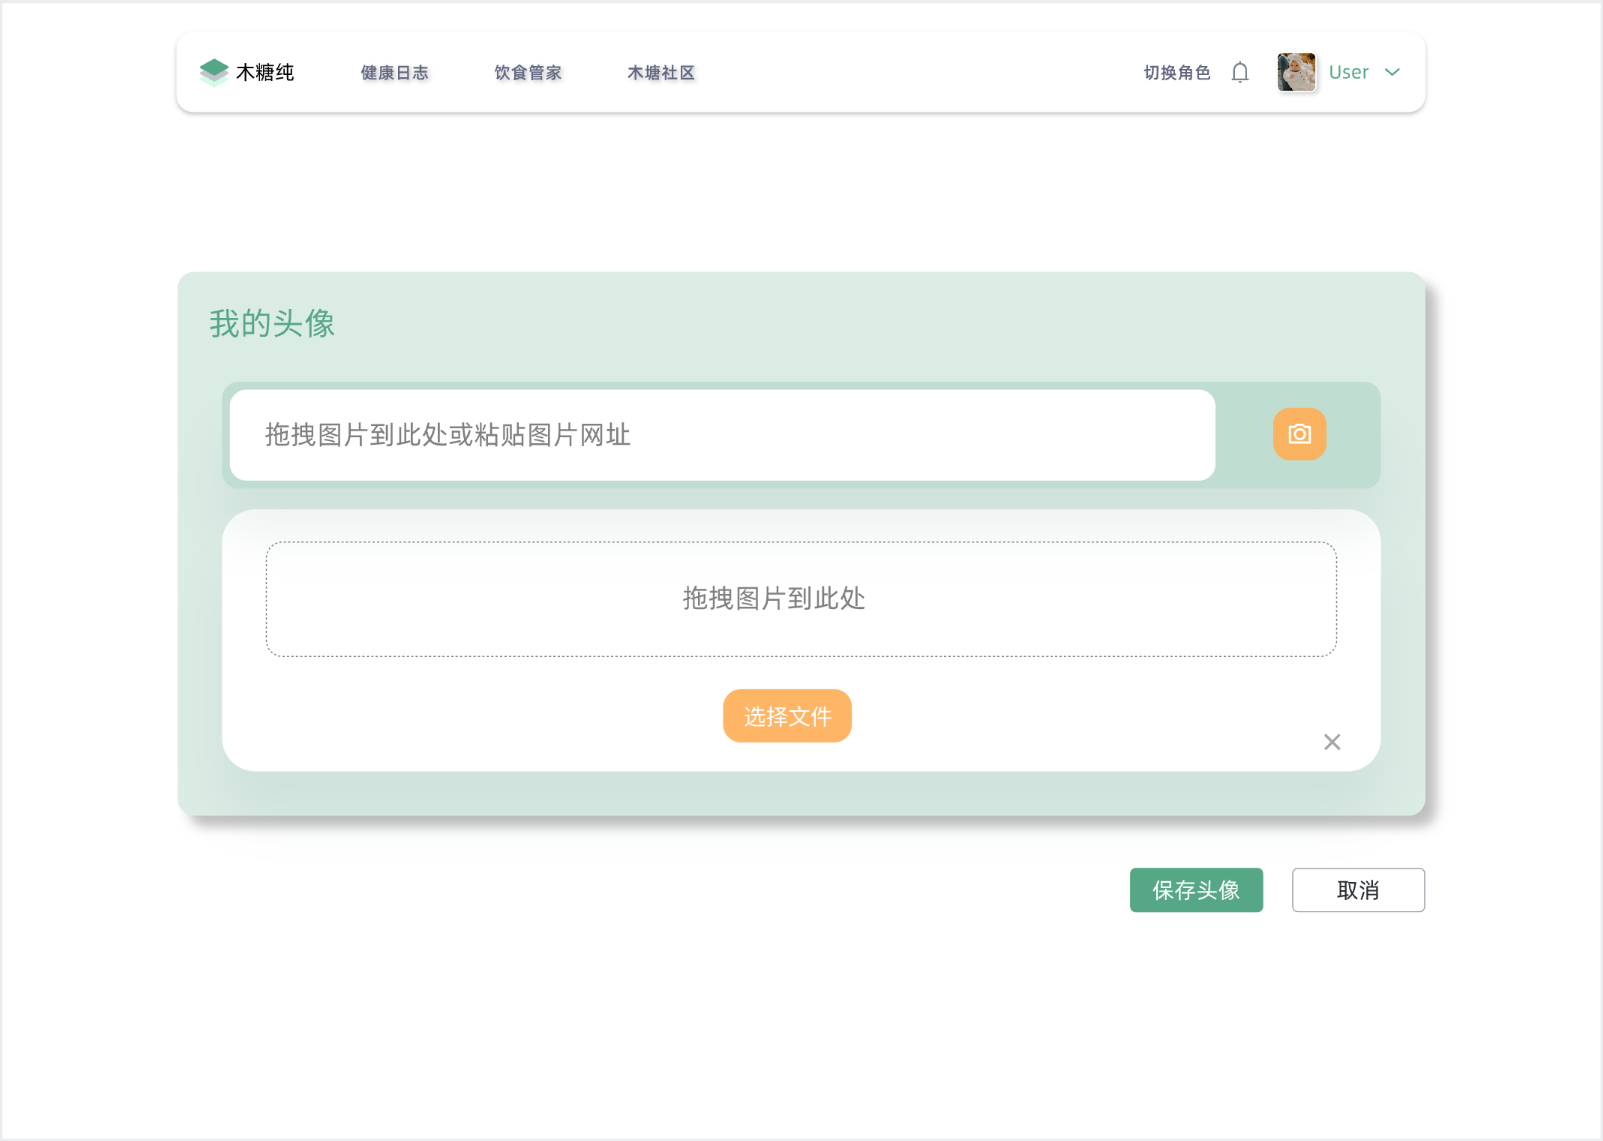 木糖纯
健康日志
饮食管家
木塘社区
切换角色
User
我的头像
拖拽图片到此处或粘贴图片网址
拖拽图片到此处
选择文件
保存头像
取消